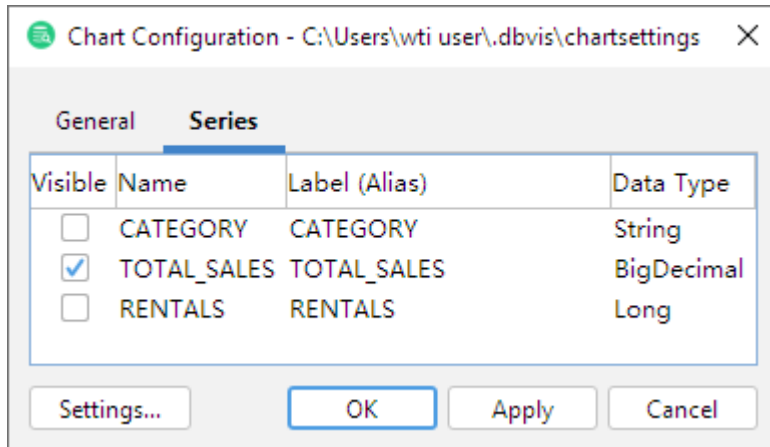 Chart Configuration - C:\Users\wti user\.dbvis\chartsettings
General Series
Visible Name Label (Alias) Data Type
CATEGORY CATEGORY String
TOTAL_SALES TOTAL_SALES BigDecimal
RENTALS RENTALS Long
Settings... OK Apply Cancel